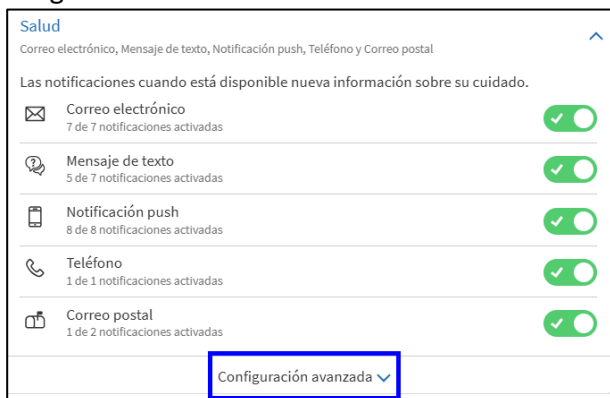 Salud
Correo electrónico, Mensaje de texto, Notificación push, Teléfono y Correo postal
Las notificaciones cuando está disponible nueva información sobre su cuidado.
Correo electrónico
7 de 7 notificaciones activadas
Mensaje de texto
5 de 7 notificaciones activadas
Notificación push
8 de 8 notificaciones activadas
Teléfono
1 de 1 notificaciones activadas
Correo postal
1 de 2 notificaciones activadas
Configuración avanzada